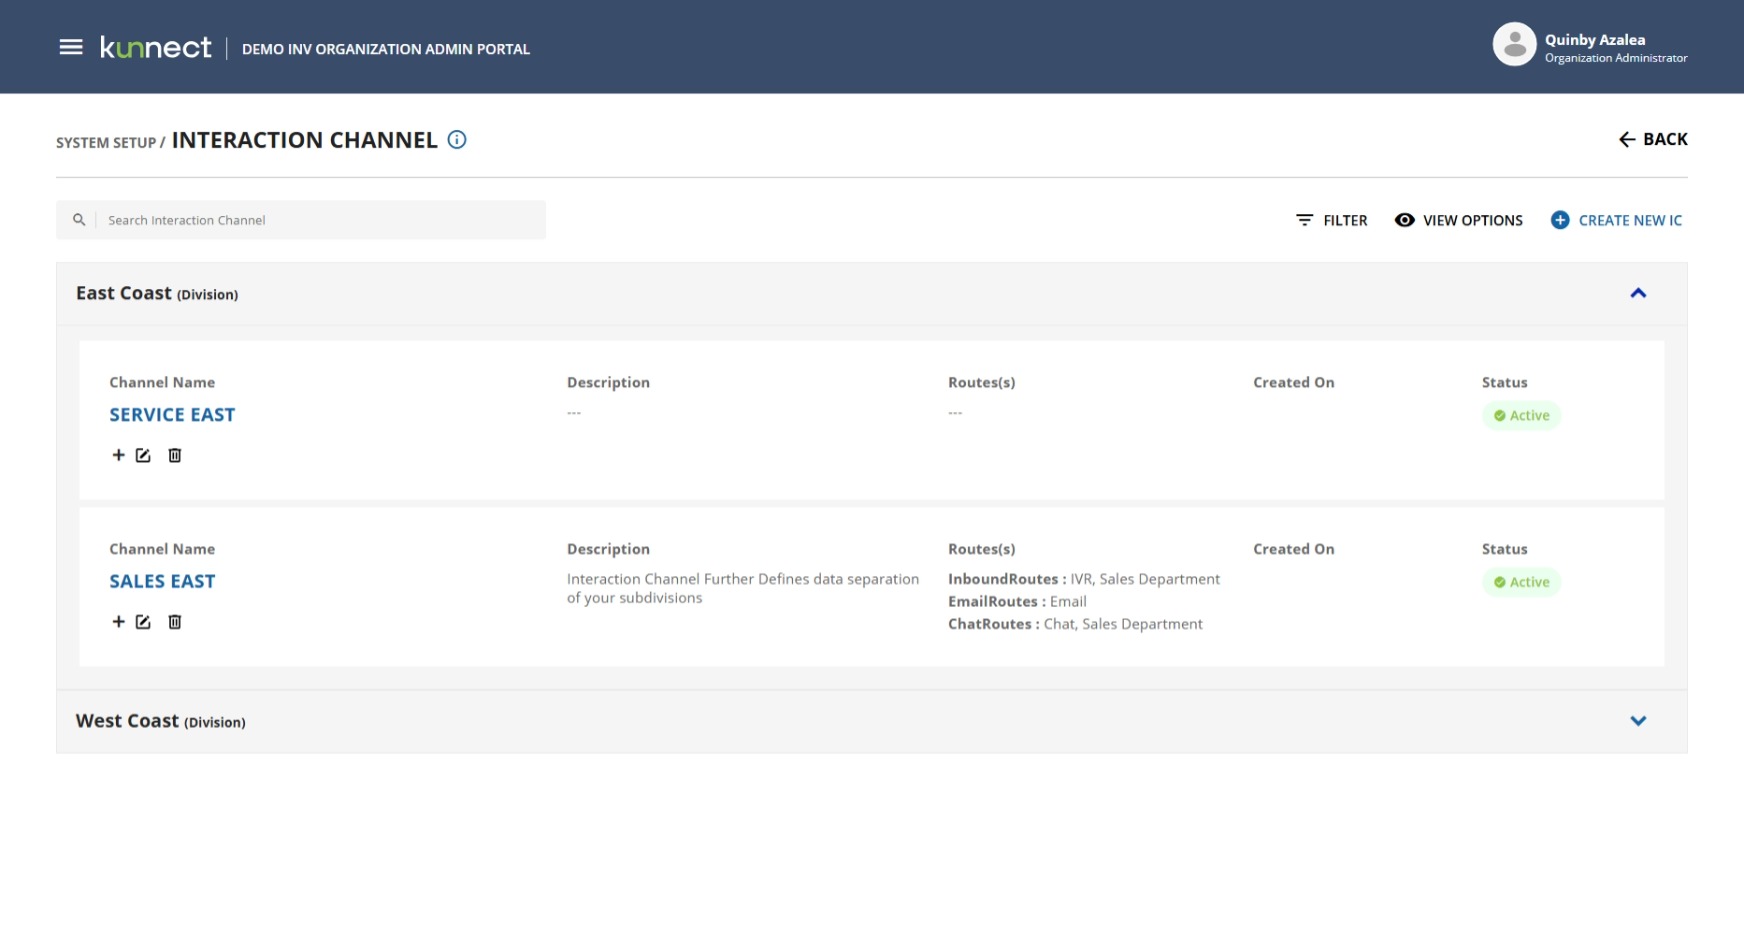 kunnect
DEMO INV ORGANIZATION ADMIN PORTAL
Quinby Azalea
Organization Administrator
SYSTEM SETUP / INTERACTION CHANNEL
BACK
Search Interaction Channel
FILTER
VIEW OPTIONS
CREATE NEW IC
East Coast (Division)
Channel Name
Description
Routes(s)
Created On
Status
SERVICE EAST
---
---
Active
Channel Name
Description
Routes(s)
Created On
Status
SALES EAST
Interaction Channel Further Defines data separation
of your subdivisions
InboundRoutes : IVR, Sales Department
EmailRoutes : Email
ChatRoutes : Chat, Sales Department
Active
West Coast (Division)